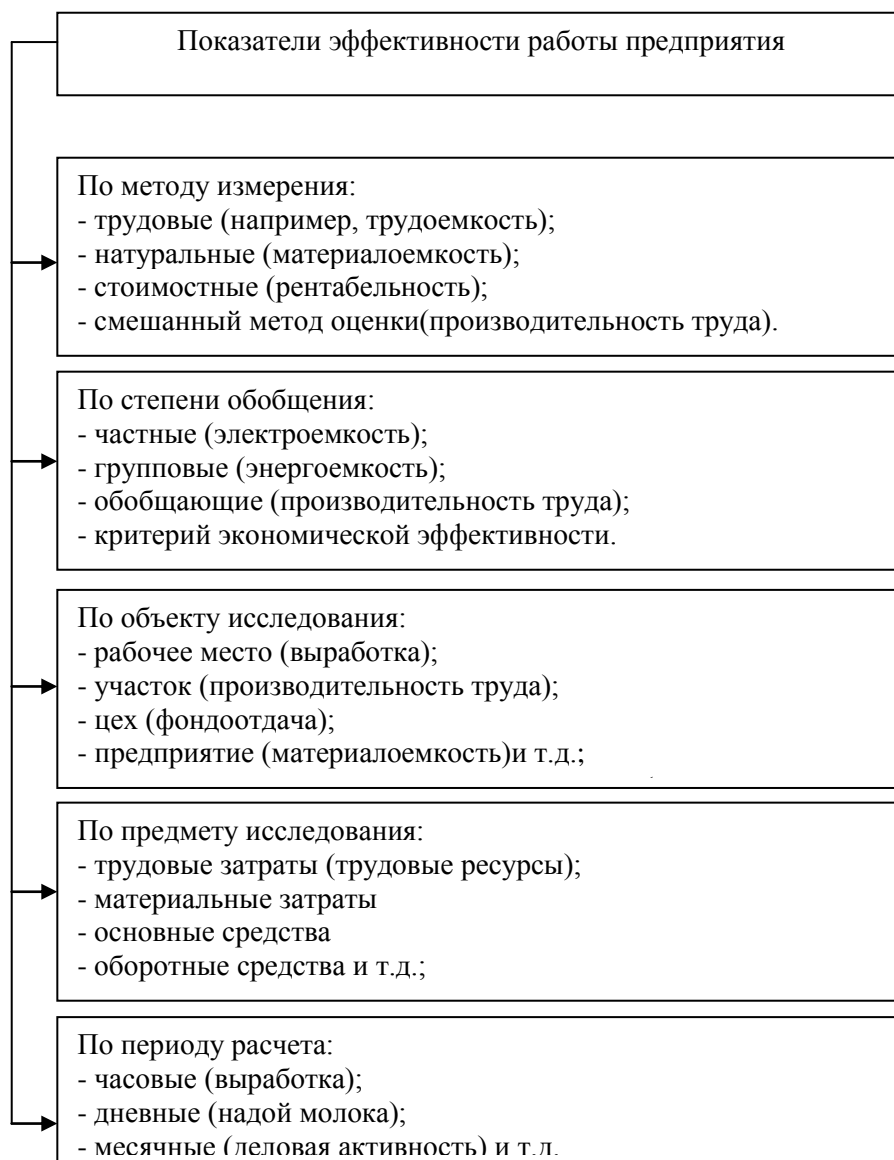 Показатели эффективности работы предприятия
По методу измерения:
- трудовые (например, трудоемкость);
- натуральные (материалоемкость);
- стоимостные (рентабельность);
- смешанный метод оценки(производительность труда).
По степени обобщения:
- частные (электроемкость);
- групповые (энергоемкость);
- обобщающие (производительность труда);
- критерий экономической эффективности.
По объекту исследования:
- рабочее место (выработка);
- участок (производительность труда);
- цех (фондоотдача);
- предприятие (материалоемкость)и т.д.;
По предмету исследования:
- трудовые затраты (трудовые ресурсы);
- материальные затраты
- основные средства
- оборотные средства и т.д.;
По периоду расчета:
- часовые (выработка);
- дневные (надой молока);
- месячные (деловая активность) и т.д.